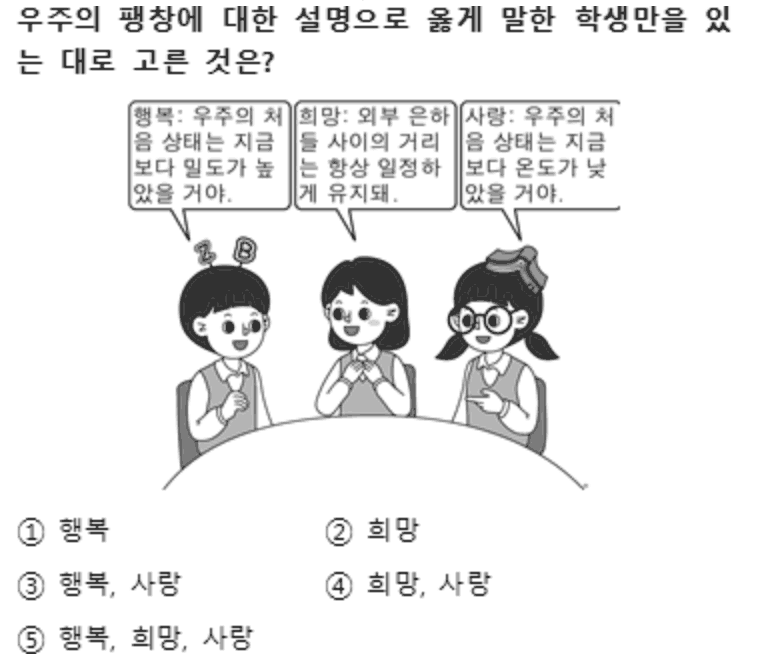 우주의 팽창에 대한 설명으로 옳게 말한 학생만을 있
는 대로 고른 것은?
행복: 우주의 처
음 상태는 지금
보다 밀도가 높
았을 거야.
희망: 외부 은하
들 사이의 거리
는 항상 일정하
게 유지돼.
사랑: 우주의 처
음 상태는 지금
보다 온도가 낮
았을 거야.
Z B
① 행복
② 희망
③ 행복, 사랑
④ 희망, 사랑
⑤ 행복, 희망, 사랑